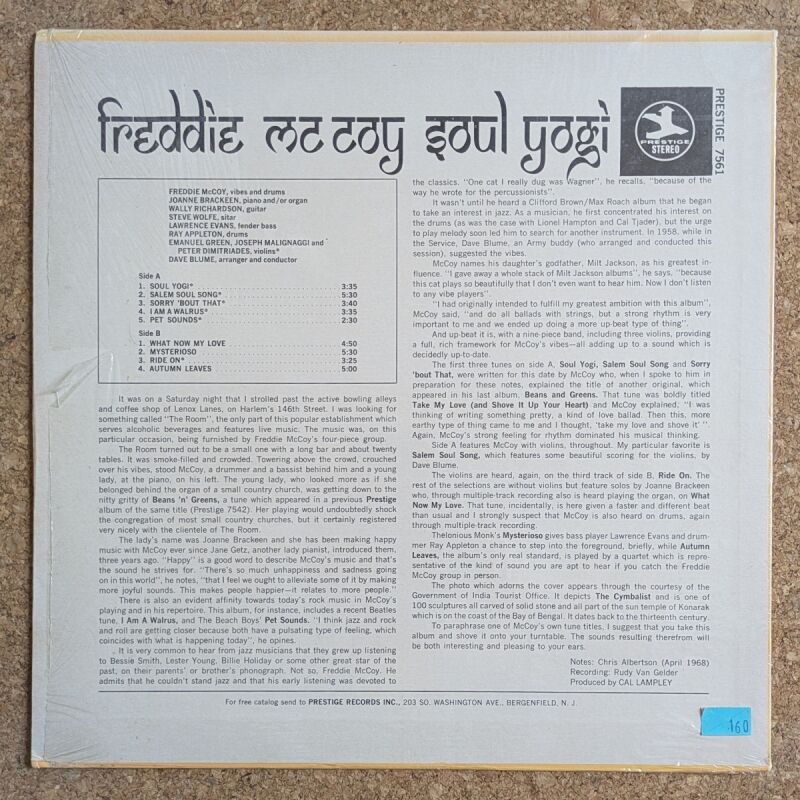 freddie mc coy soul yogi
PRESTIGE
STEREO
PRESTIGE 7561
FREDDIE McCOY, vibes and drums
JOANNE BRACKEEN, piano and/or organ
WALLY RICHARDSON, guitar
STEVE WOLFE, sitar
LAWRENCE EVANS, fender bass
RAY APPLETON, drums
EMANUEL GREEN, JOSEPH MALIGNAGGI and
PETER DIMITRIADES, violins*
DAVE BLUME, arranger and conductor
Side A
1. SOUL YOGI* 3:35
2. SALEM SOUL SONG* 5:30
3. SORRY 'BOUT THAT* 3:40
4. I AM A WALRUS* 3:35
5. PET SOUNDS* 2:30
Side B
1. WHAT NOW MY LOVE 4:50
2. MYSTERIOSO 5:30
3. RIDE ON* 3:25
4. AUTUMN LEAVES 5:00
It was on a Saturday night that I strolled past the active bowling alleys
and coffee shop of Lenox Lanes, on Harlem's 146th Street. I was looking for
something called "The Room", the only part of this popular establishment which
serves alcoholic beverages and features live music. The music was, on this
particular occasion, being furnished by Freddie McCoy's four-piece group.
The Room turned out to be a small one with a long bar and about twenty
tables. It was smoke-filled and crowded. Towering above the crowd, crouched
over his vibes, stood McCoy, a drummer and a bassist behind him and a young
lady, at the piano, on his left. The young lady, who looked more as if she
belonged behind the organ of a small country church, was getting down to the
nitty gritty of Beans 'n' Greens, a tune which appeared in a previous Prestige
album of the same title (Prestige 7542). Her playing would undoubtedly shock
the congregation of most small country churches, but it certainly registered
very nicely with the clientele of The Room.
The lady's name was Joanne Brackeen and she has been making happy
music with McCoy ever since Jane Getz, another lady pianist, introduced them,
three years ago. "Happy" is a good word to describe McCoy's music and that's
the sound he strives for. "There's so much unhappiness and sadness going
on in this world", he notes, "that I feel we ought to alleviate some of it by making
more joyful sounds. This makes people happier—it relates to more people."
There is also an evident affinity towards today's rock music in McCoy's
playing and in his repertoire. This album, for instance, includes a recent Beatles
tune, I Am A Walrus, and The Beach Boys' Pet Sounds. "I think jazz and rock
and roll are getting closer because both have a pulsating type of feeling, which
coincides with what is happening today", he opines.
It is very common to hear from jazz musicians that they grew up listening
to Bessie Smith, Lester Young, Billie Holiday or some other great star of the
past, on their parents' or brother's phonograph. Not so, Freddie McCoy. He
admits that he couldn't stand jazz and that his early listening was devoted to
the classics. "One cat I really dug was Wagner", he recalls, "because of the
way he wrote for the percussionists".
It wasn't until he heard a Clifford Brown/Max Roach album that he began
to take an interest in jazz. As a musician, he first concentrated his interest on
the drums (as was the case with Lionel Hampton and Cal Tjader), but the urge
to play melody soon led him to search for another instrument. In 1958, while in
the Service, Dave Blume, an Army buddy (who arranged and conducted this
session), suggested the vibes.
McCoy names his daughter's godfather, Milt Jackson, as his greatest in-
fluence. "I gave away a whole stack of Milt Jackson albums", he says, "because
this cat plays so beautifully that I don't even want to hear him. Now I don't listen
to any vibe players".
"I had originally intended to fulfill my greatest ambition with this album",
McCoy said, "and do all ballads with strings, but a strong rhythm is very
important to me and we ended up doing a more up-beat type of thing".
And up-beat it is, with a nine-piece band, including three violins, providing
a full, rich framework for McCoy's vibes—all adding up to a sound which is
decidedly up-to-date.
The first three tunes on side A, Soul Yogi, Salem Soul Song and Sorry
'bout That, were written for this date by McCoy who, when I spoke to him in
preparation for these notes, explained the title of another original, which
appeared in his last album, Beans and Greens. That tune was boldly titled
Take My Love (and Shove It Up Your Heart) and McCoy explained, "I was
thinking of writing something pretty, a kind of love ballad. Then this, more
earthy type of thing came to me and I thought, 'take my love and shove it' ".
Again, McCoy's strong feeling for rhythm dominated his musical thinking.
Side A features McCoy with violins, throughout. My particular favorite is
Salem Soul Song, which features some beautiful scoring for the violins, by
Dave Blume.
The violins are heard, again, on the third track of side B, Ride On. The
rest of the selections are without violins but feature solos by Joanne Brackeen
who, through multiple-track recording also is heard playing the organ, on What
Now My Love. That tune, incidentally, is here given a faster and different beat
than usual and I strongly suspect that McCoy is also heard on drums, again
through multiple-track recording.
Thelonious Monk's Mysterioso gives bass player Lawrence Evans and drum-
mer Ray Appleton a chance to step into the foreground, briefly, while Autumn
Leaves, the album's only real standard, is played by a quartet which is repre-
sentative of the kind of sound you are apt to hear if you catch the Freddie
McCoy group in person.
The photo which adorns the cover appears through the courtesy of the
Government of India Tourist Office. It depicts The Cymbalist and is one of
100 sculptures all carved of solid stone and all part of the sun temple of Konarak
which is on the coast of the Bay of Bengal. It dates back to the thirteenth century.
To paraphrase one of McCoy's own tune titles, I suggest that you take this
album and shove it onto your turntable. The sounds resulting therefrom will
be both interesting and pleasing to your ears.
Notes: Chris Albertson (April 1968)
Recording: Rudy Van Gelder
Produced by CAL LAMPLEY
For free catalog send to PRESTIGE RECORDS INC., 203 SO. WASHINGTON AVE., BERGENFIELD, N. J.
160